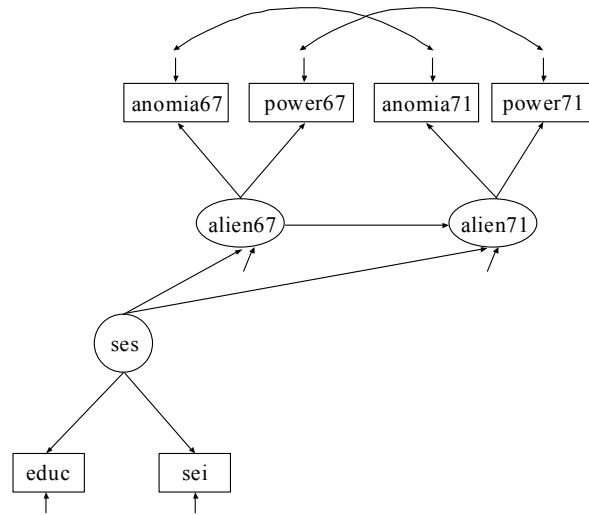 anomia67 power67 anomia71 power71
alien67 alien71
ses
educ sei